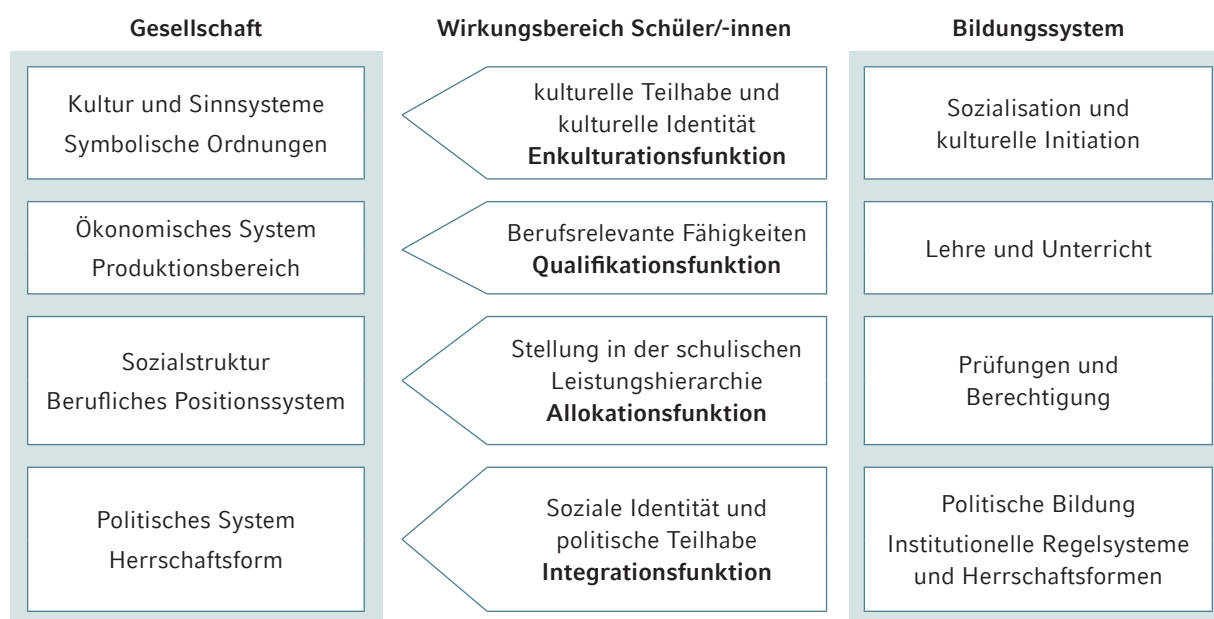 Gesellschaft
Wirkungsbereich Schüler/-innen
Bildungssystem
Kultur und Sinnsysteme
Symbolische Ordnungen
kulturelle Teilhabe und
kulturelle Identität
Enkulturationsfunktion
Sozialisation und
kulturelle Initiation
Ökonomisches System
Produktionsbereich
Berufsrelevante Fähigkeiten
Qualifikationsfunktion
Lehre und Unterricht
Sozialstruktur
Berufliches Positionssystem
Stellung in der schulischen
Leistungshierarchie
Allokationsfunktion
Prüfungen und
Berechtigung
Politisches System
Herrschaftsform
Soziale Identität und
politische Teilhabe
Integrationsfunktion
Politische Bildung
Institutionelle Regelsysteme
und Herrschaftsformen